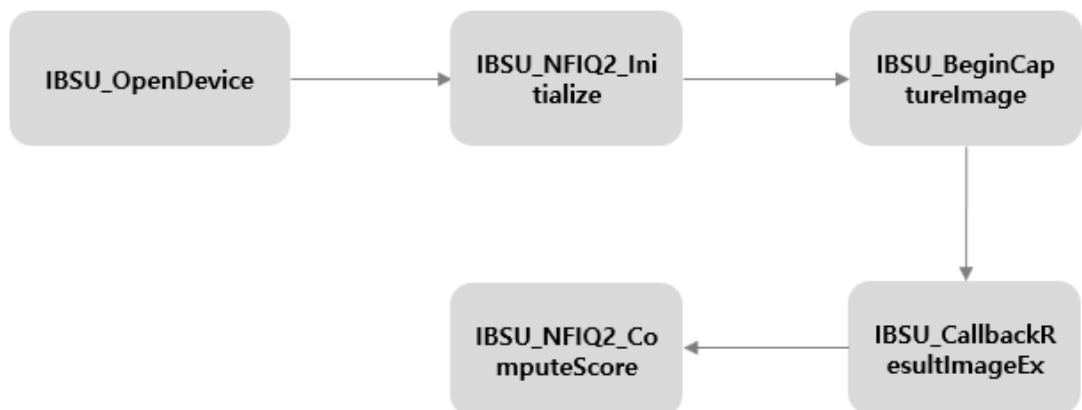 IBSU_OpenDevice
IBSU_NFIQ2_Ini
tialize
IBSU_BeginCap
tureImage
IBSU_CallbackR
esultImageEx
IBSU_NFIQ2_Co
mputeScore